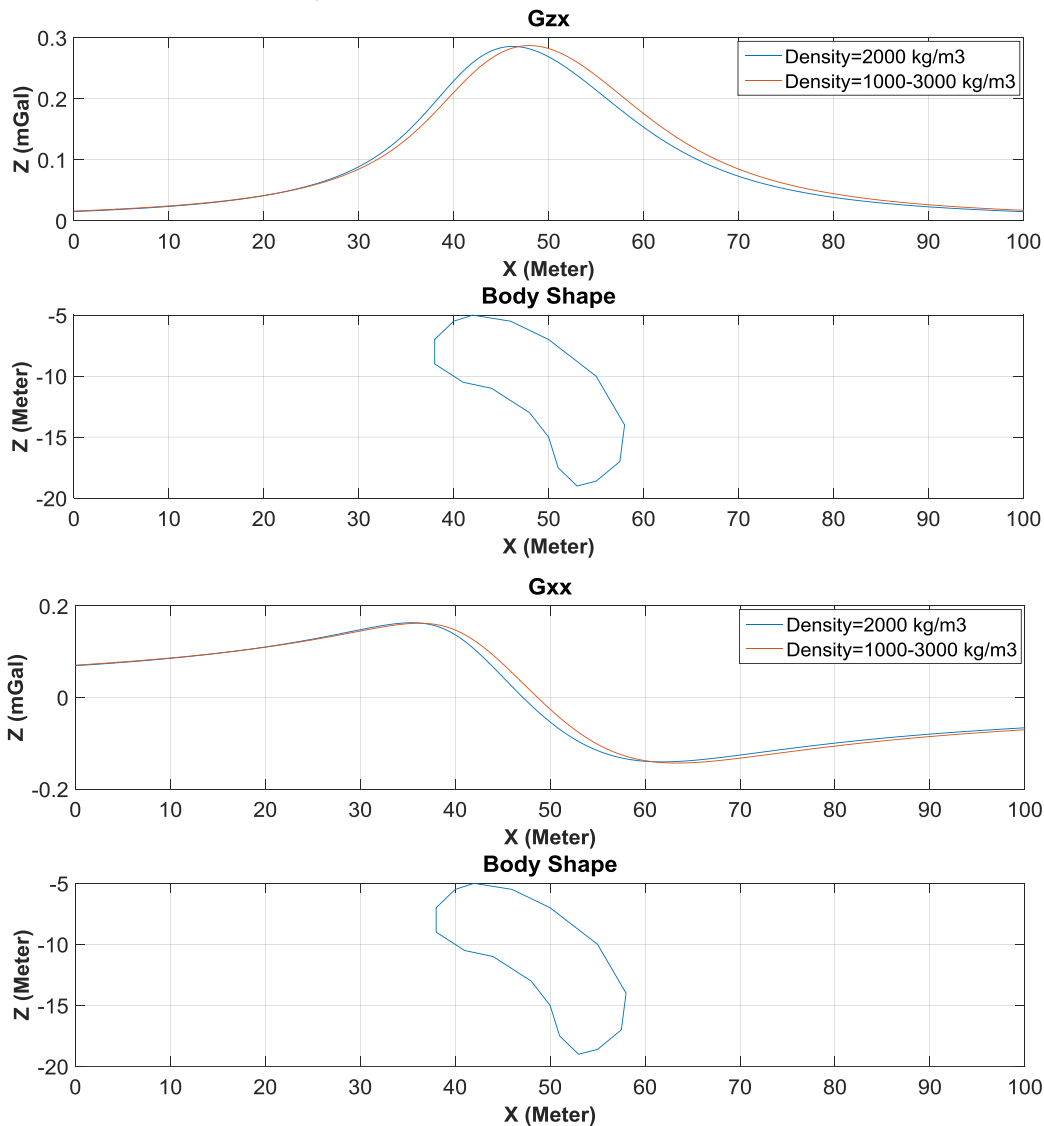 Gzx
0.3
0.2
0.1
0
Z (mGal)
Density=2000 kg/m3
Density=1000-3000 kg/m3
0 10 20 30 40 50 60 70 80 90 100
X (Meter)
Body Shape
-5
-10
-15
-20
Z (Meter)
0 10 20 30 40 50 60 70 80 90 100
X (Meter)
Gxx
0.2
0
-0.2
Z (mGal)
Density=2000 kg/m3
Density=1000-3000 kg/m3
0 10 20 30 40 50 60 70 80 90 100
X (Meter)
Body Shape
-5
-10
-15
-20
Z (Meter)
0 10 20 30 40 50 60 70 80 90 100
X (Meter)